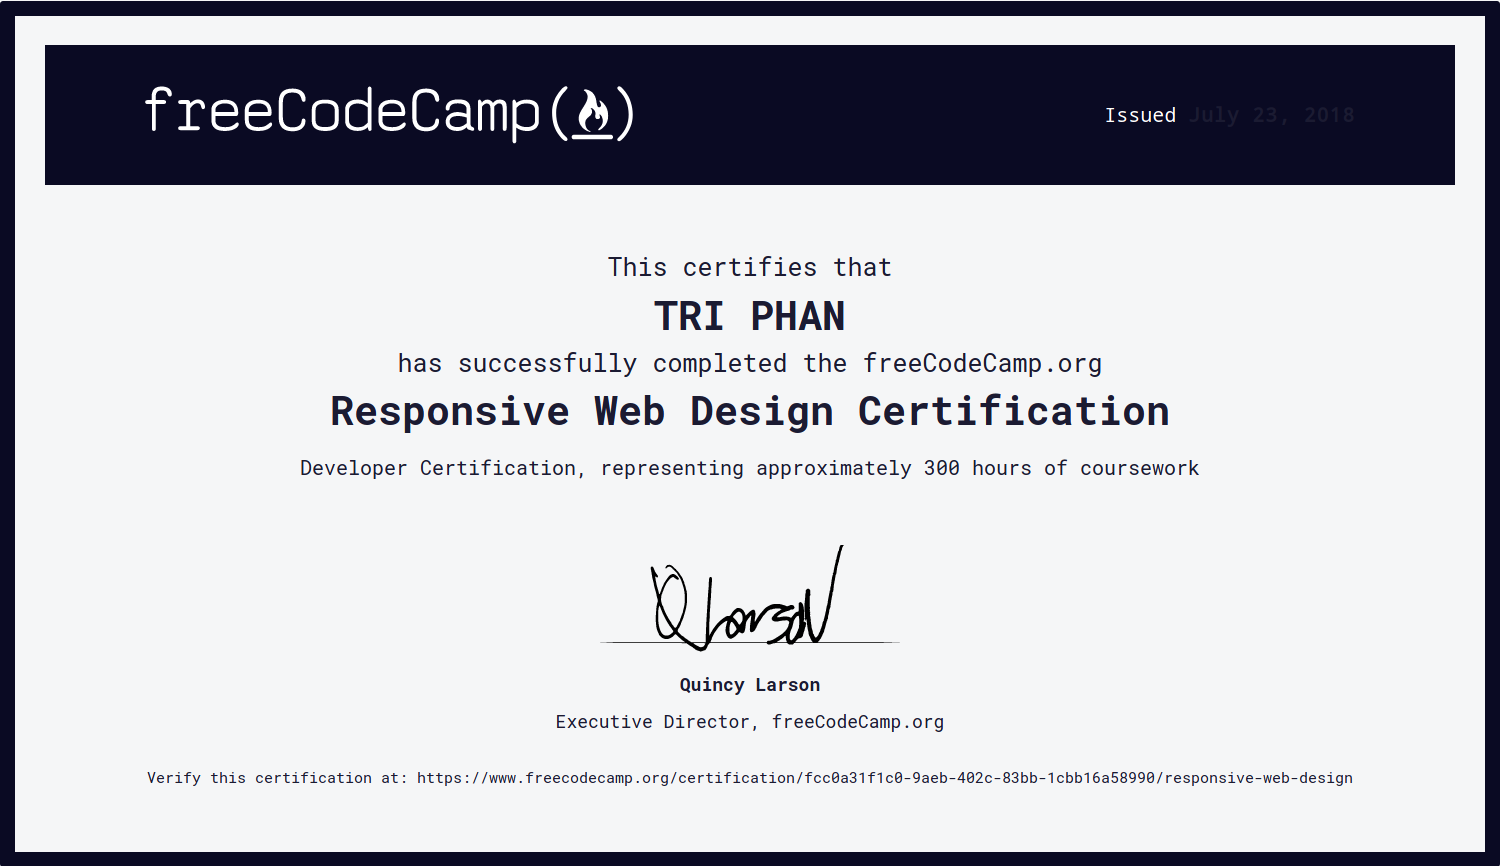 freeCodeCamp(🔥)
Issued July 23, 2018
This certifies that
TRI PHAN
has successfully completed the freeCodeCamp.org
Responsive Web Design Certification
Developer Certification, representing approximately 300 hours of coursework
Q Larson
Quincy Larson
Executive Director, freeCodeCamp.org
Verify this certification at: https://www.freecodecamp.org/certification/fcc0a31f1c0-9aeb-402c-83bb-1cbb16a58990/responsive-web-design